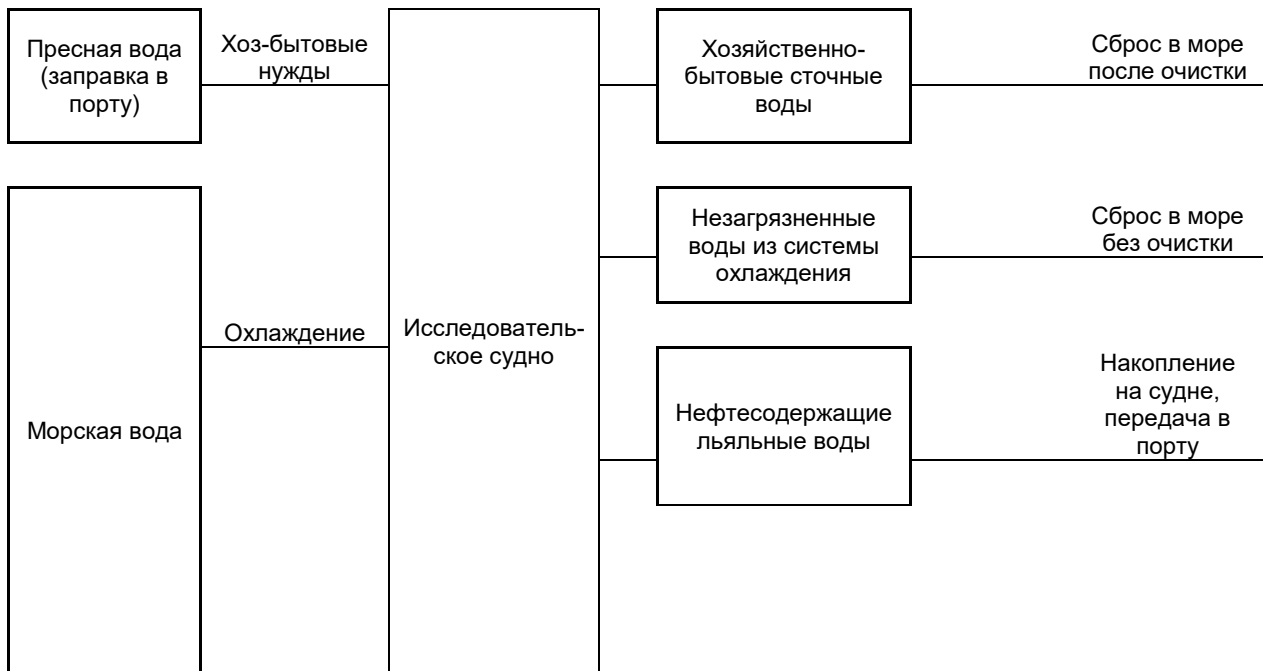 Пресная вода
(заправка в
порту)
Хоз-бытовые
нужды
Хозяйственно-
бытовые сточные
воды
Сброс в море
после очистки
Морская вода
Охлаждение
Исследователь-
ское судно
Незагрязненные
воды из системы
охлаждения
Сброс в море
без очистки
Нефтесодержащие
льяльные воды
Накопление
на судне,
передача в
порту